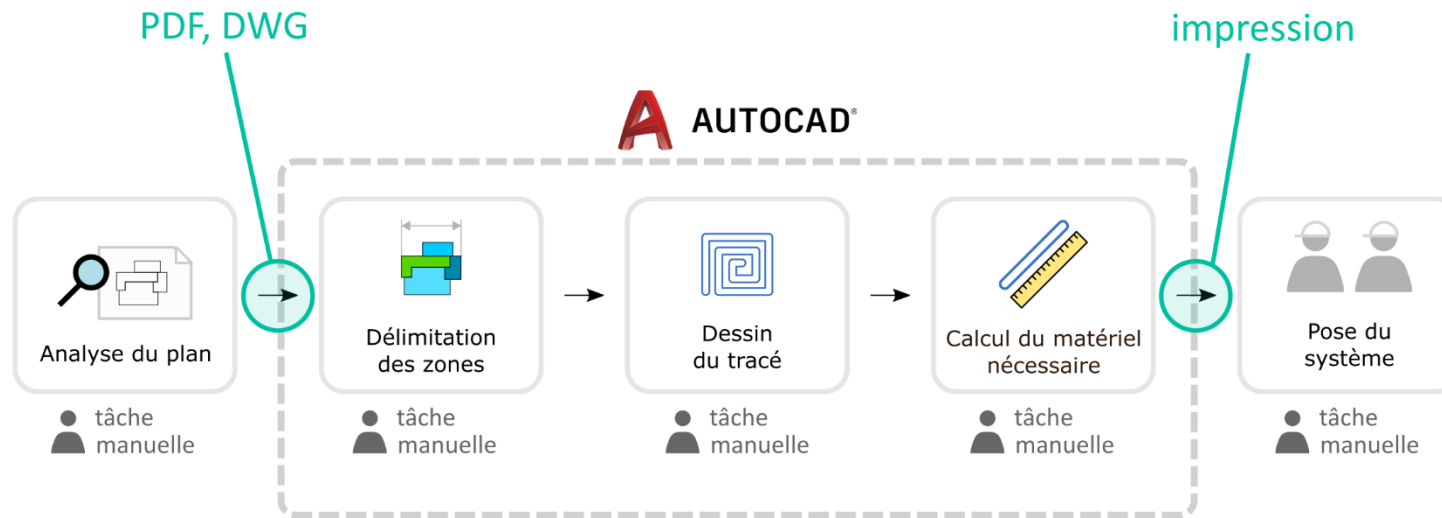 PDF, DWG
impression
AUTOCAD®
Analyse du plan
Délimitation
des zones
Dessin
du tracé
Calcul du matériel
nécessaire
Pose du
système
tâche
manuelle
tâche
manuelle
tâche
manuelle
tâche
manuelle
tâche
manuelle